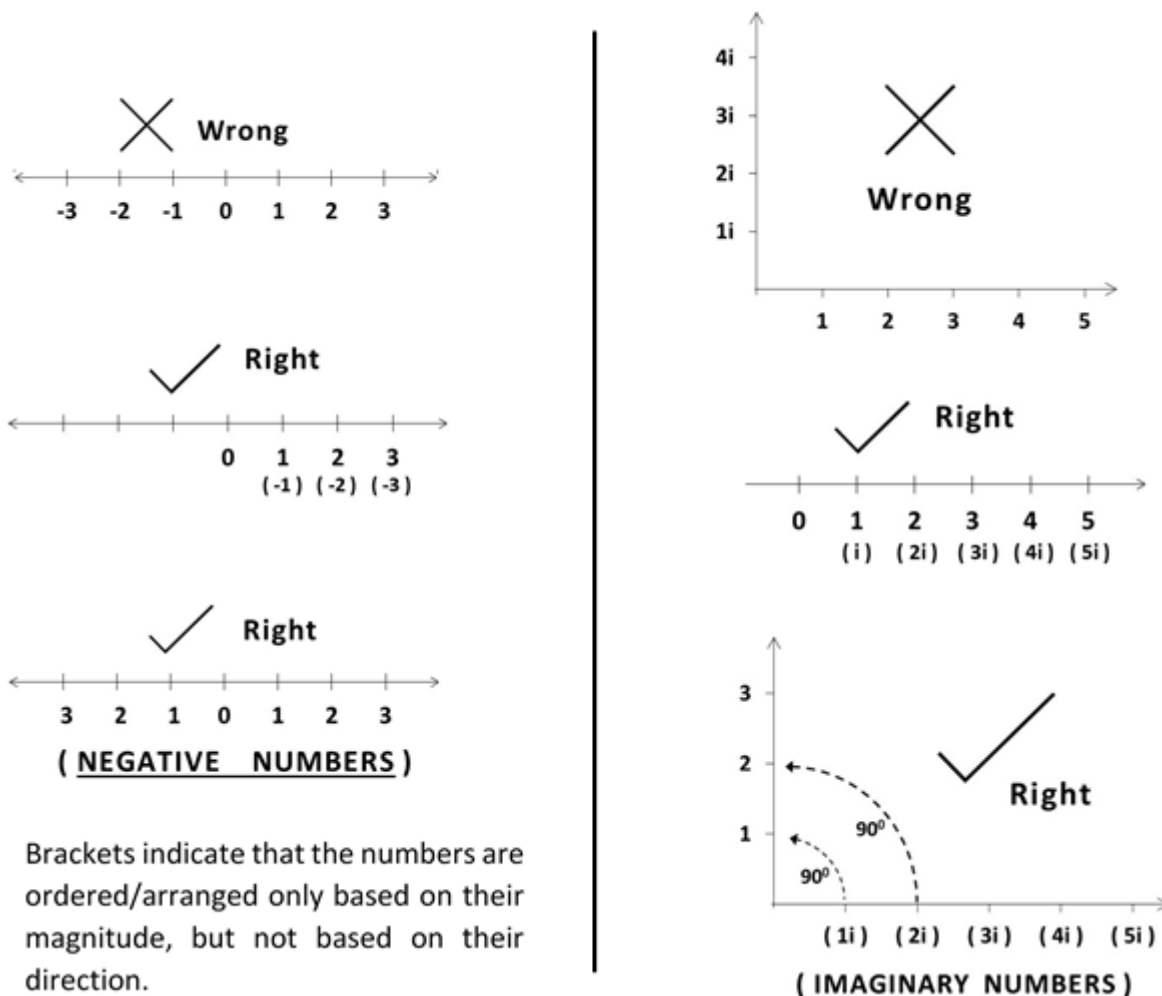 Wrong
-3 -2 -1 0 1 2 3
Right
0 1 2 3
(-1) (-2) (-3)
Right
3 2 1 0 1 2 3
( NEGATIVE NUMBERS )
Brackets indicate that the numbers are
ordered/arranged only based on their
magnitude, but not based on their
direction.
4i
3i
2i
Wrong
1i
1 2 3 4 5
Right
0 1 2 3 4 5
( i ) ( 2i ) ( 3i ) ( 4i ) ( 5i )
3
2
Right
1
90⁰
90⁰
( 1i ) ( 2i ) ( 3i ) ( 4i ) ( 5i )
( IMAGINARY NUMBERS )